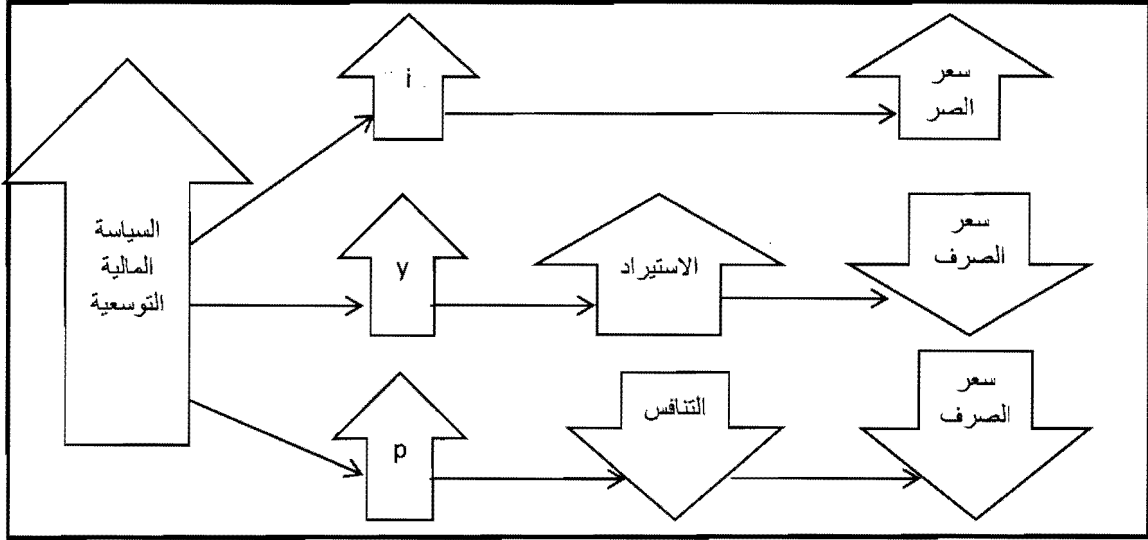 السياسة
المالية
التوسعية
i
سعر
الصر
y
الاستيراد
سعر
الصرف
p
التنافس
سعر
الصرف